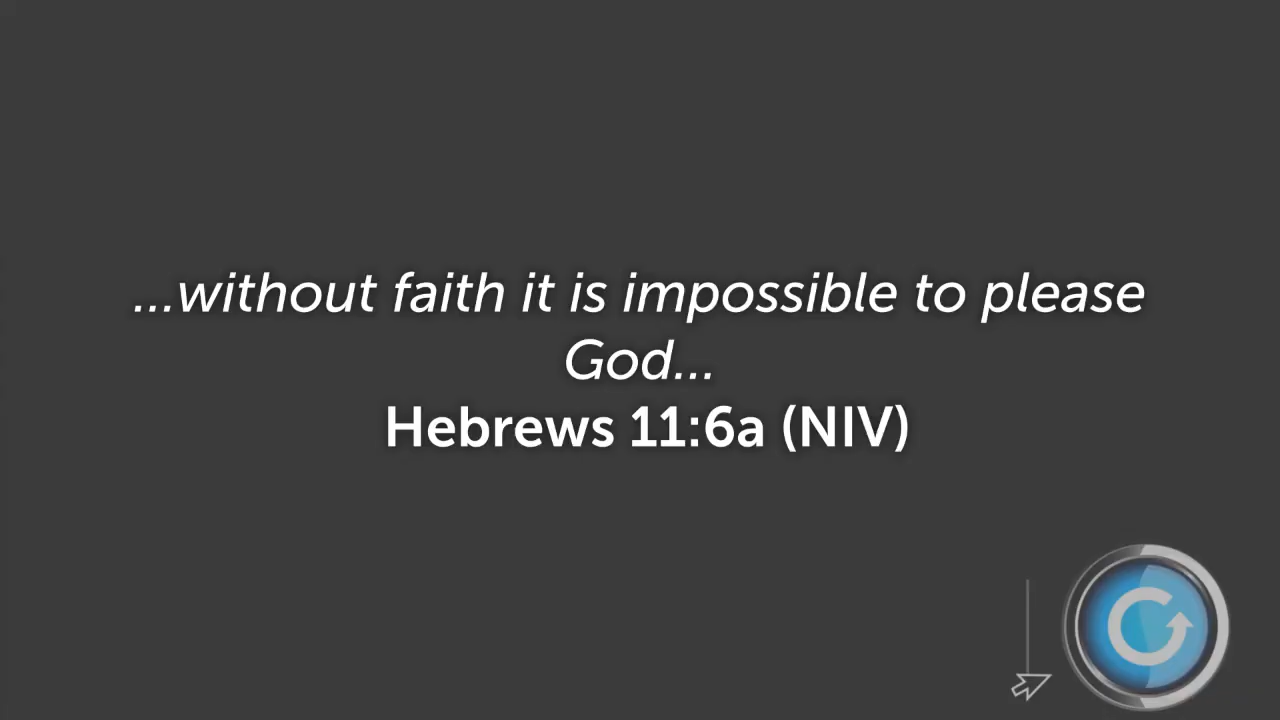 ...without faith it is impossible to please
God...
Hebrews 11:6a (NIV)